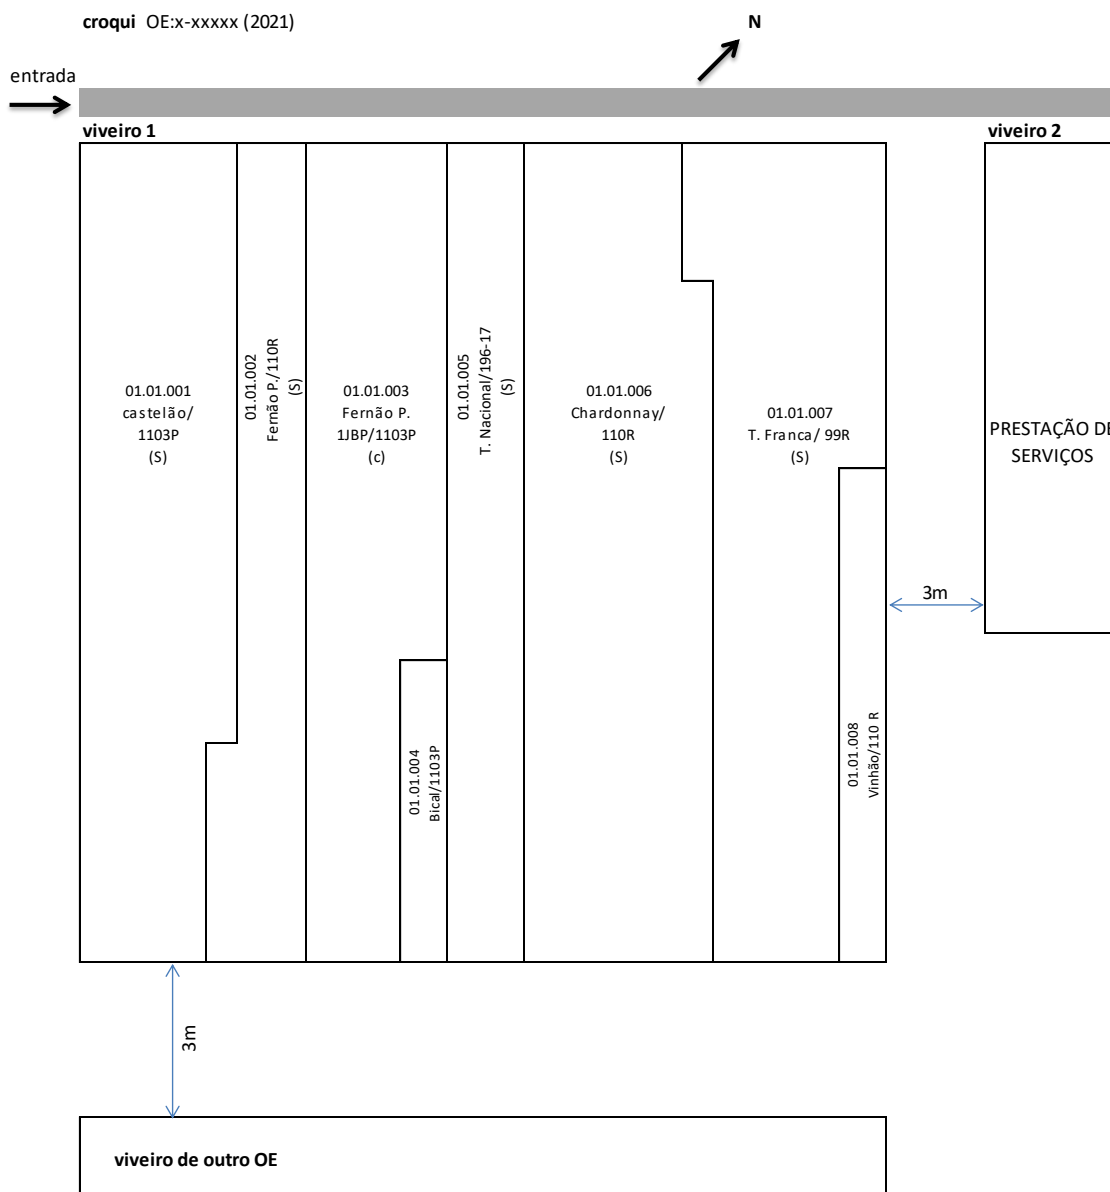 croqui OE:x-xxxxx (2021)
N
entrada
viveiro 1
viveiro 2
01.01.001
castelão/
1103P
(S)
01.01.002
Fernão P./110R
(S)
01.01.003
Fernão P.
1JBP/1103P
(c)
01.01.004
Bical/1103P
01.01.005
T. Nacional/196-17
(S)
01.01.006
Chardonnay/
110R
(S)
01.01.007
T. Franca/ 99R
(S)
01.01.008
Vinhão/110 R
PRESTAÇÃO DE
SERVIÇOS
3m
3m
viveiro de outro OE